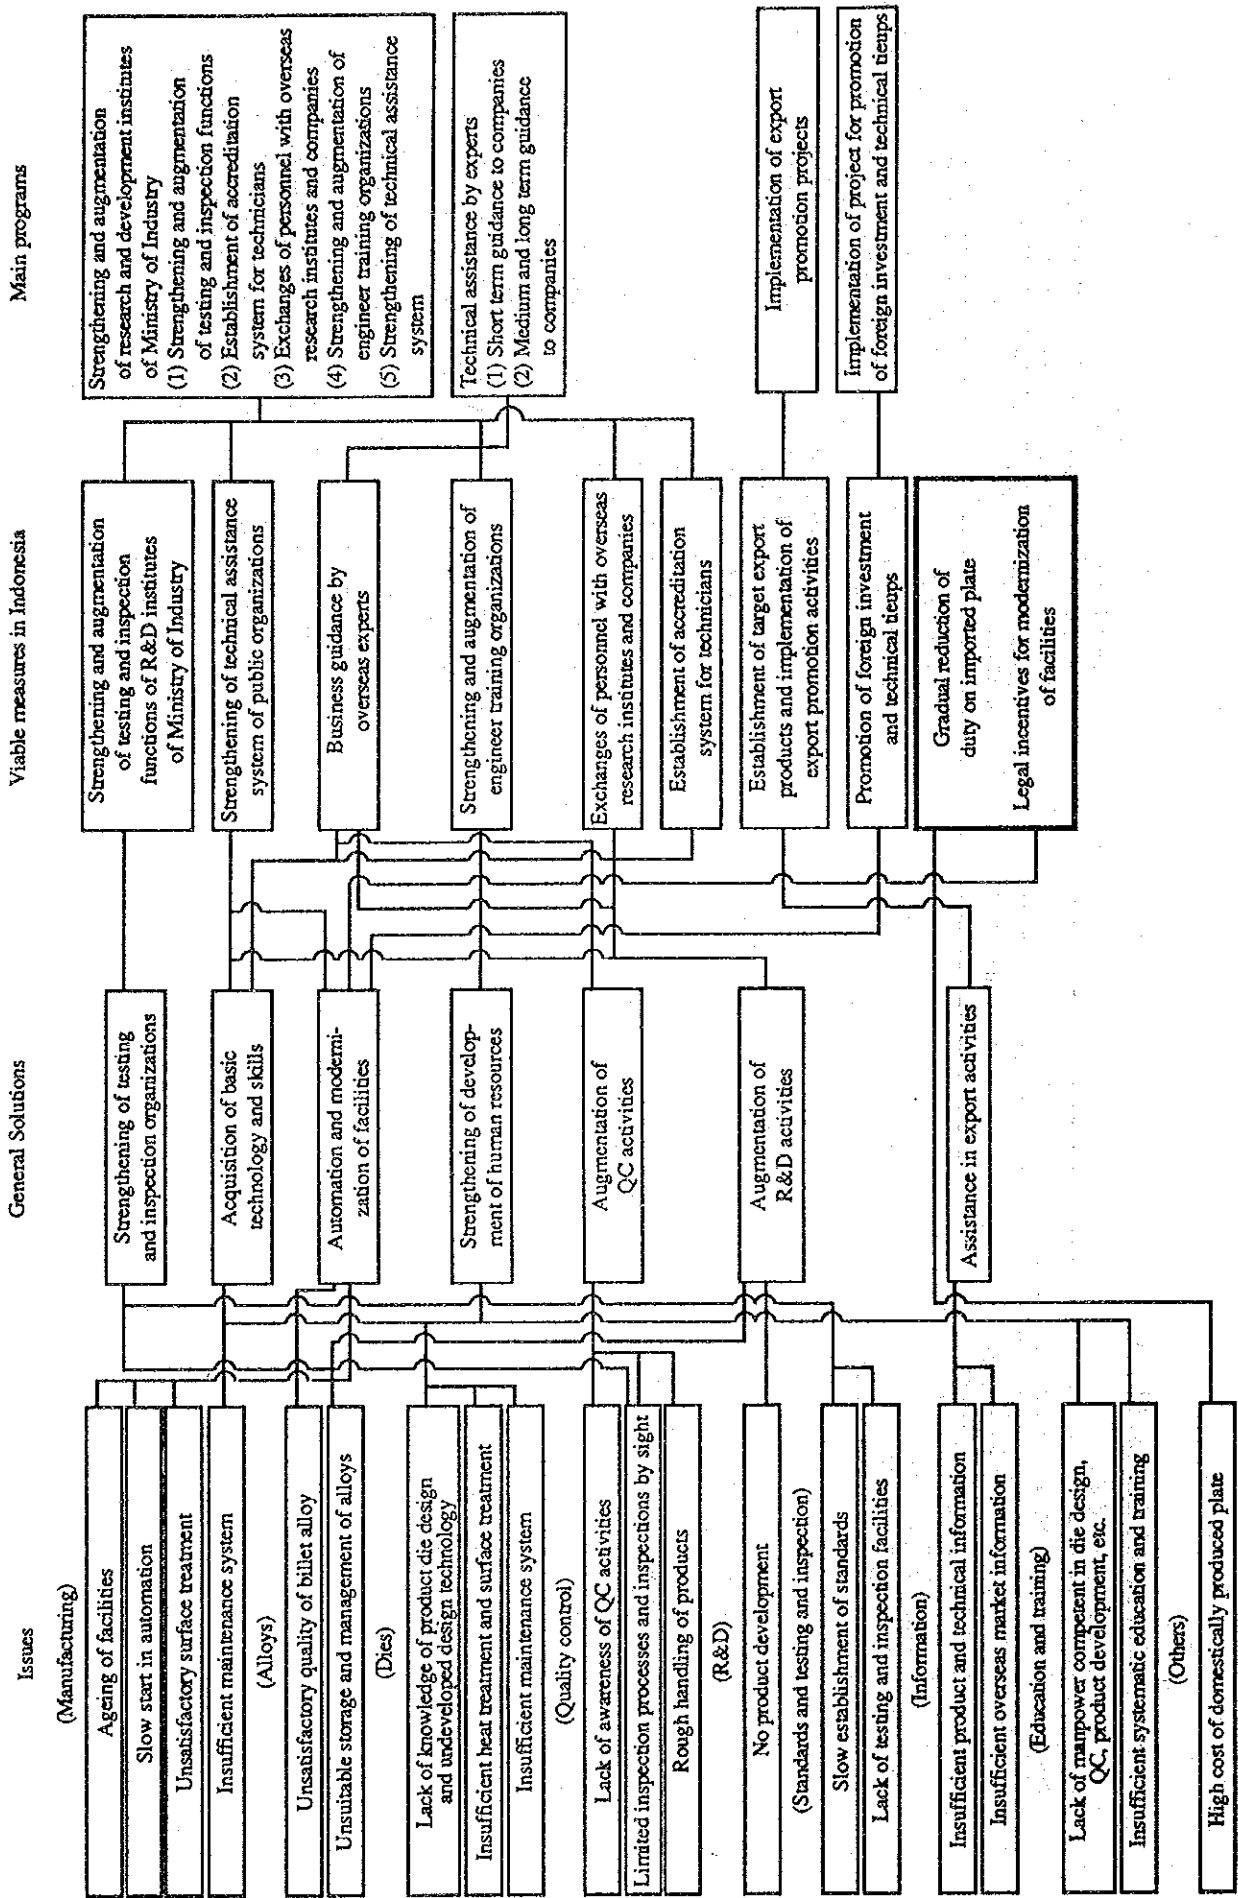 Issues
(Manufacturing)
Ageing of facilities
Slow start in automation
Unsatisfactory surface treatment
Insufficient maintenance system
(Alloys)
Unsatisfactory quality of billet alloy
Unsuitable storage and management of alloys
(Dies)
Lack of knowledge of product die design
and undeveloped design technology
Insufficient heat treatment and surface treatment
Insufficient maintenance system
(Quality control)
Lack of awareness of QC activities
Limited inspection processes and inspections by sight
Rough handling of products
(R&D)
No product development
(Standards and testing and inspection)
Slow establishment of standards
Lack of testing and inspection facilities
(Information)
Insufficient product and technical information
Insufficient overseas market information
(Education and training)
Lack of manpower competent in die design,
QC, product development, etc.
Insufficient systematic education and training
(Others)
High cost of domestically produced plate
General Solutions
Strengthening of testing
and inspection organizations
Acquisition of basic
technology and skills
Automation and moderni-
zation of facilities
Strengthening of develop-
ment of human resources
Augmentation of
QC activities
Augmentation of
R&D activities
Assistance in export activities
Viable measures in Indonesia
Strengthening and augmentation
of testing and inspection
functions of R&D institutes
of Ministry of Industry
Strengthening of technical assistance
system of public organizations
Business guidance by
overseas experts
Strengthening and augmentation of
engineer training organizations
Exchanges of personnel with overseas
research institutes and companies
Establishment of accreditation
system for technicians
Establishment of target export
products and implementation of
export promotion activities
Promotion of foreign investment
and technical tieups
Gradual reduction of
duty on imported plate
Legal incentives for modernization
of facilities
Main programs
Strengthening and augmentation
of research and development institutes
of Ministry of Industry
(1) Strengthening and augmentation
of testing and inspection functions
(2) Establishment of accreditation
system for technicians
(3) Exchanges of personnel with overseas
research institutes and companies
(4) Strengthening and augmentation of
engineer training organizations
(5) Strengthening of technical assistance
system
Technical assistance by experts
(1) Short term guidance to companies
(2) Medium and long term guidance
to companies
Implementation of export
promotion projects
Implementation of project for promotion
of foreign investment and technical tieups